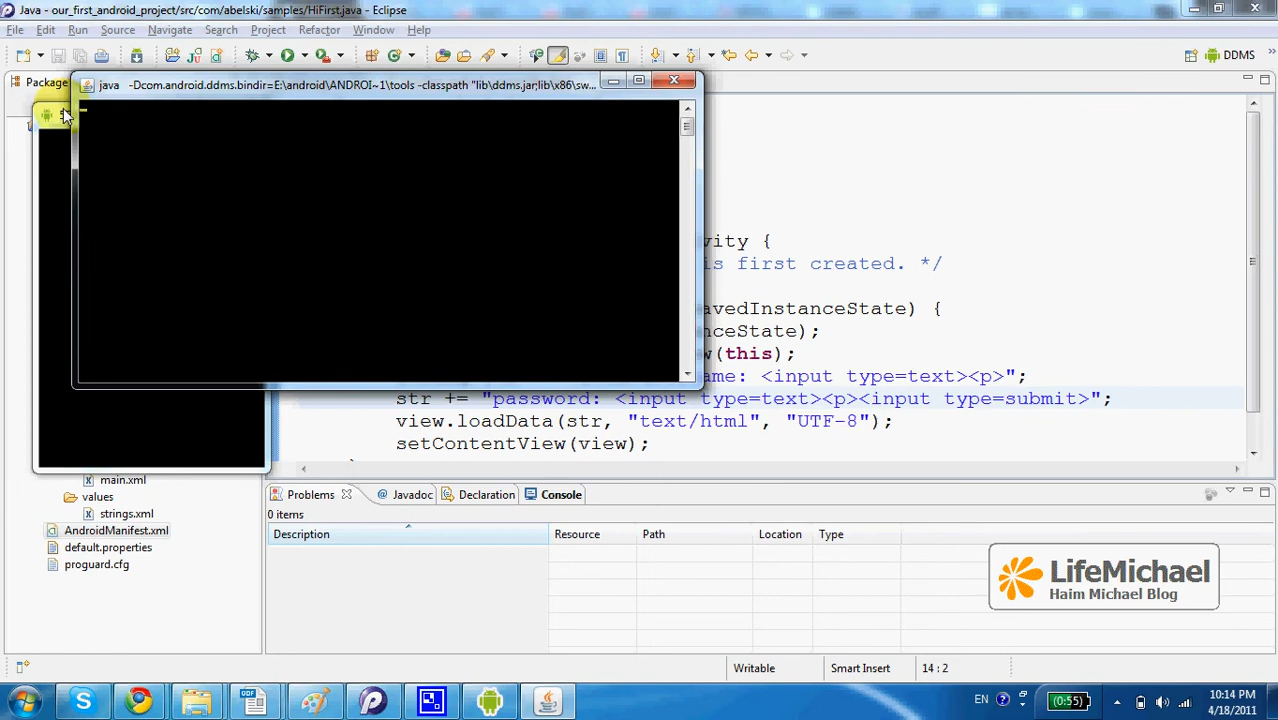 Java - our_first_android_project/src/com/abelski/samples/HiFirst.java - Eclipse
File Edit Run Source Navigate Search Project Refactor Window Help
DDMS
Package
java -Dcom.android.ddms.bindir=E:\android\ANDROI~1\tools -classpath "lib\ddms.jar;lib\x86\sw...
vity {
is first created. */
avedInstanceState) {
nceState);
w(this);
ame: <input type=text><p>";
str += "password: <input type=text><p><input type=submit>";
view.loadData(str, "text/html", "UTF-8");
setContentView(view);
main.xml
values
strings.xml
AndroidManifest.xml
default.properties
proguard.cfg
Problems Javadoc Declaration Console
0 items
Description Resource Path Location Type
LifeMichael
Haim Michael Blog
Writable Smart Insert 14 : 2
EN (0:55) 10:14 PM
4/18/2011